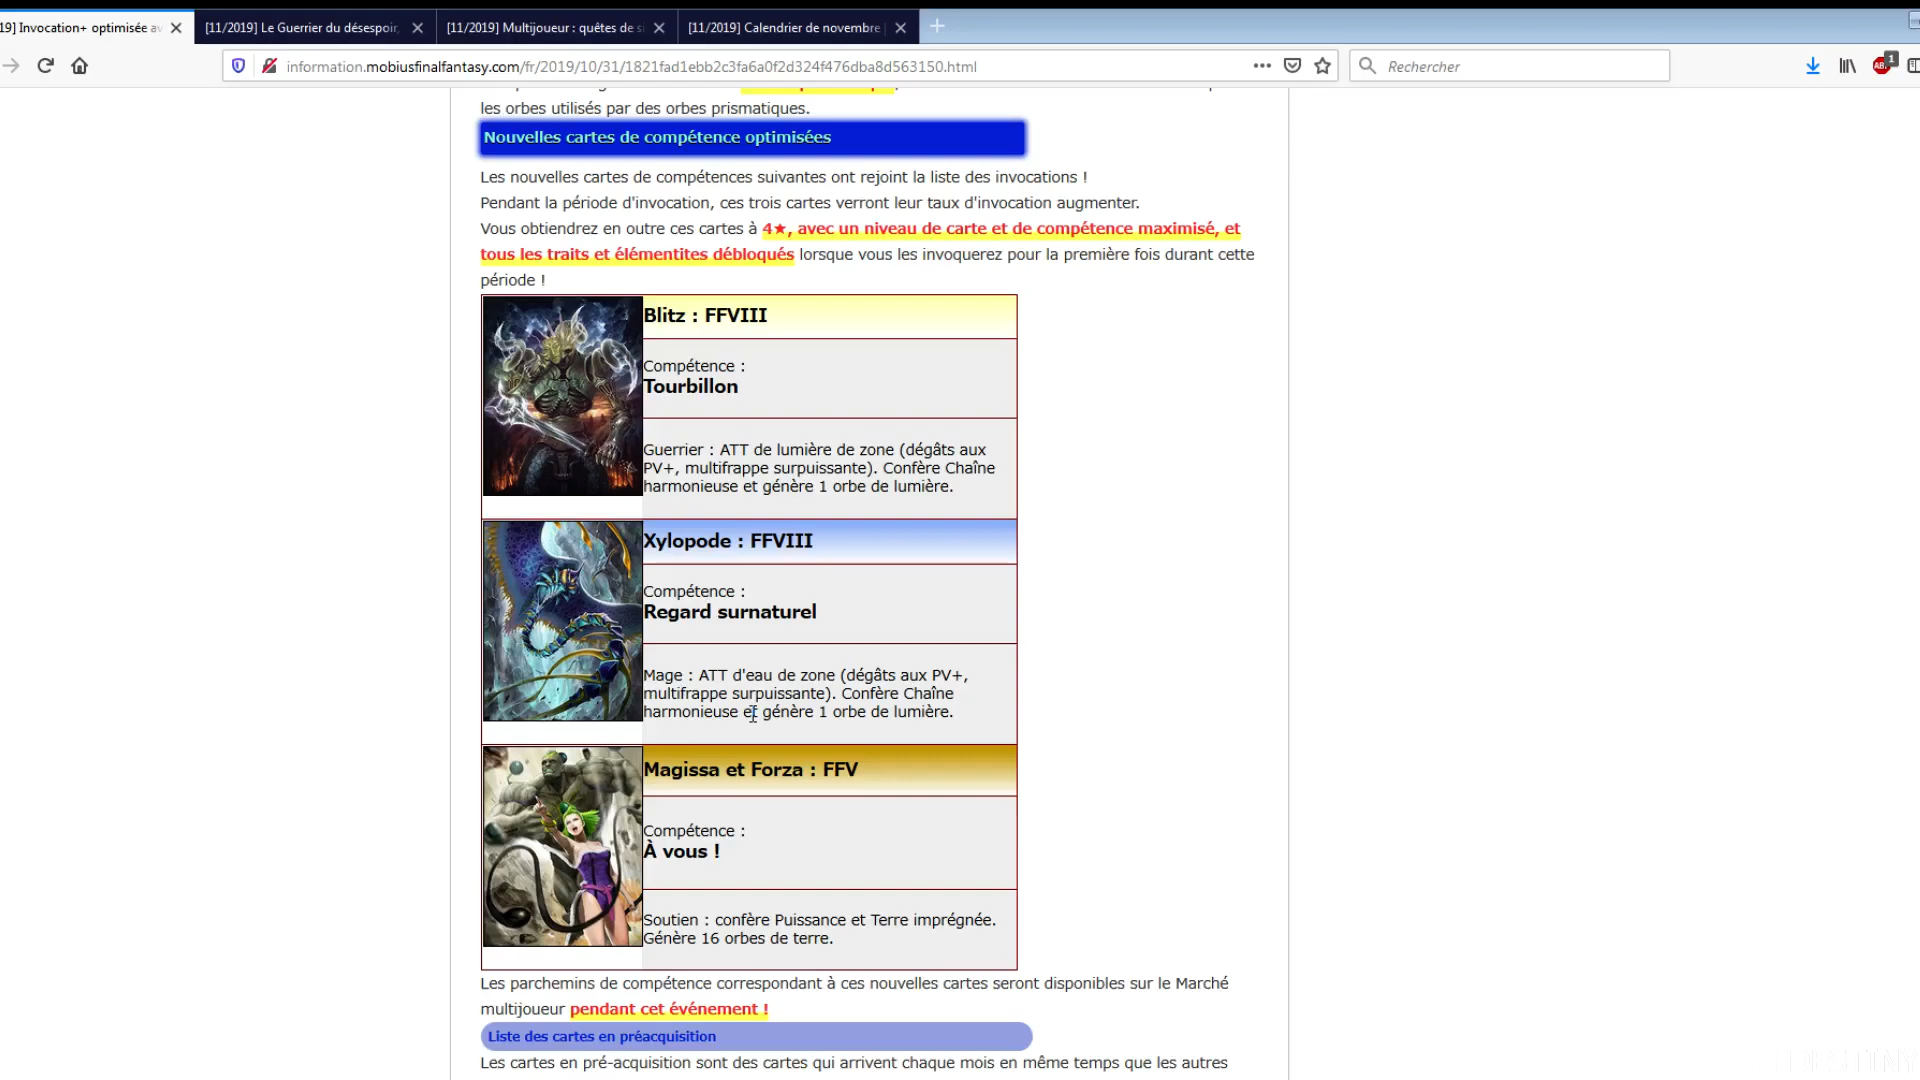 19] Invocation+ optimisée av
[11/2019] Le Guerrier du désespoir,
[11/2019] Multijoueur : quêtes de si
[11/2019] Calendrier de novembre
information.mobiusfinalfantasy.com/fr/2019/10/31/1821fad1ebb2c3fa6a0f2d324f476dba8d563150.html
Rechercher
ABP
1
les orbes utilisés par des orbes prismatiques.
Nouvelles cartes de compétence optimisées
Les nouvelles cartes de compétences suivantes ont rejoint la liste des invocations !
Pendant la période d'invocation, ces trois cartes verront leur taux d'invocation augmenter.
Vous obtiendrez en outre ces cartes à 4★, avec un niveau de carte et de compétence maximisé, et
tous les traits et élémentites débloqués lorsque vous les invoquerez pour la première fois durant cette
période !
Blitz : FFVIII
Compétence :
Tourbillon
Guerrier : ATT de lumière de zone (dégâts aux
PV+, multifrappe surpuissante). Confère Chaîne
harmonieuse et génère 1 orbe de lumière.
Xylopode : FFVIII
Compétence :
Regard surnaturel
Mage : ATT d'eau de zone (dégâts aux PV+,
multifrappe surpuissante). Confère Chaîne
harmonieuse et génère 1 orbe de lumière.
Magissa et Forza : FFV
Compétence :
À vous !
Soutien : confère Puissance et Terre imprégnée.
Génère 16 orbes de terre.
Les parchemins de compétence correspondant à ces nouvelles cartes seront disponibles sur le Marché
multijoueur pendant cet événement !
Liste des cartes en préacquisition
Les cartes en pré-acquisition sont des cartes qui arrivent chaque mois en même temps que les autres